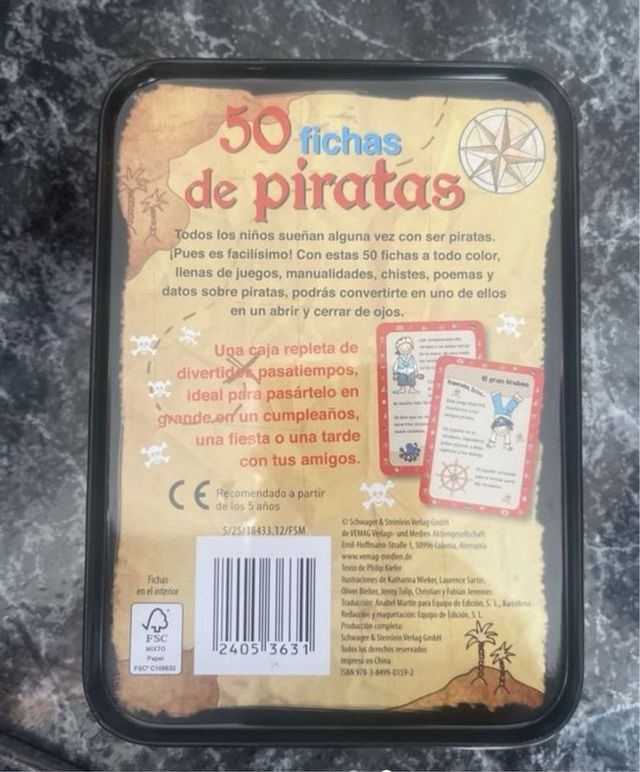 50 fichas
de piratas
Todos los niños sueñan alguna vez con ser piratas.
¡Pues es facilísimo! Con estas 50 fichas a todo color,
llenas de juegos, manualidades, chistes, poemas y
datos sobre piratas, podrás convertirte en uno de ellos
en un abrir y cerrar de ojos.
Una caja repleta de
divertidos pasatiempos,
ideal para pasártelo en
grande en un cumpleaños,
una fiesta o una tarde
con tus amigos.
El gran kraken
CE Recomendado a partir
de los 5 años
S/25/18433.12/FSM
2405 3631
Fichas
en el interior
FSC
MIXTO
Papel
FSC® C106632
© Schwager & Steinlein Verlag GmbH
de VEMAG Verlags- und Medien Aktiengesellschaft
Emil-Hoffmann-Straße 1, 50996 Colonia, Alemania
www.vemag-medien.de
Texto de Philip Kiefer
Ilustraciones de Katharina Wieker, Laurence Sartin,
Oliver Bieber, Jenny Tulip, Christian y Fabian Jeremies
Traducción: Anabel Martín para Equipo de Edición, S. L., Barcelona
Redacción y maquetación: Equipo de Edición, S. L.
Producción completa:
Schwager & Steinlein Verlag GmbH
Todos los derechos reservados
Impreso en China
ISBN 978-3-8499-0159-2